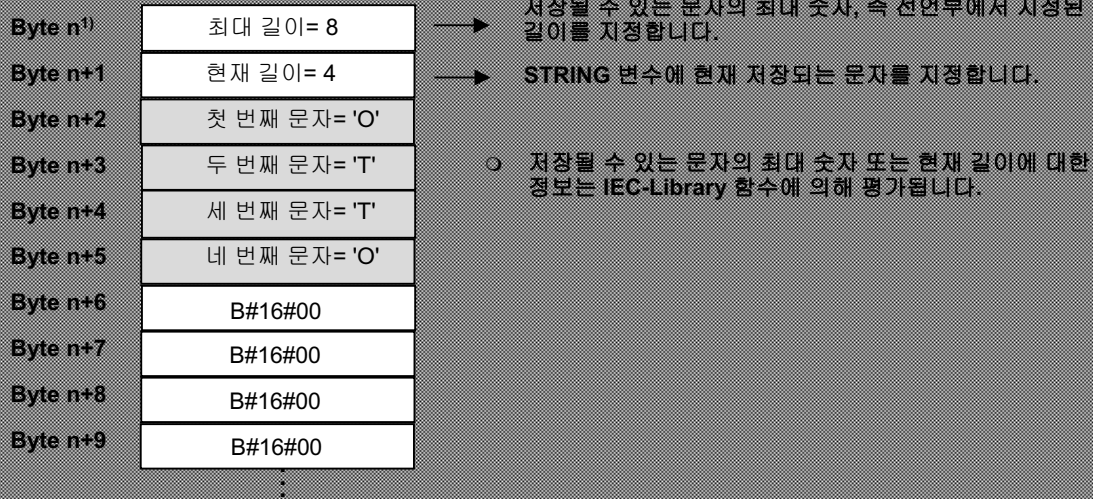 저장될 수 있는 문자의 최대 숫자, 즉 선언부에서 지정된
Byte n1) 최대 길이= 8 길이를 지정합니다.
Byte n+1 현재 길이= 4 STRING 변수에 현재 저장되는 문자를 지정합니다.
Byte n+2 첫 번째 문자= 'O'
Byte n+3 두 번째 문자= 'T' 저장될 수 있는 문자의 최대 숫자 또는 현재 길이에 대한
정보는 IEC-Library 함수에 의해 평가됩니다.
Byte n+4 세 번째 문자= 'T'
Byte n+5 네 번째 문자= 'O'
Byte n+6 B#16#00
Byte n+7 B#16#00
Byte n+8 B#16#00
Byte n+9 B#16#00